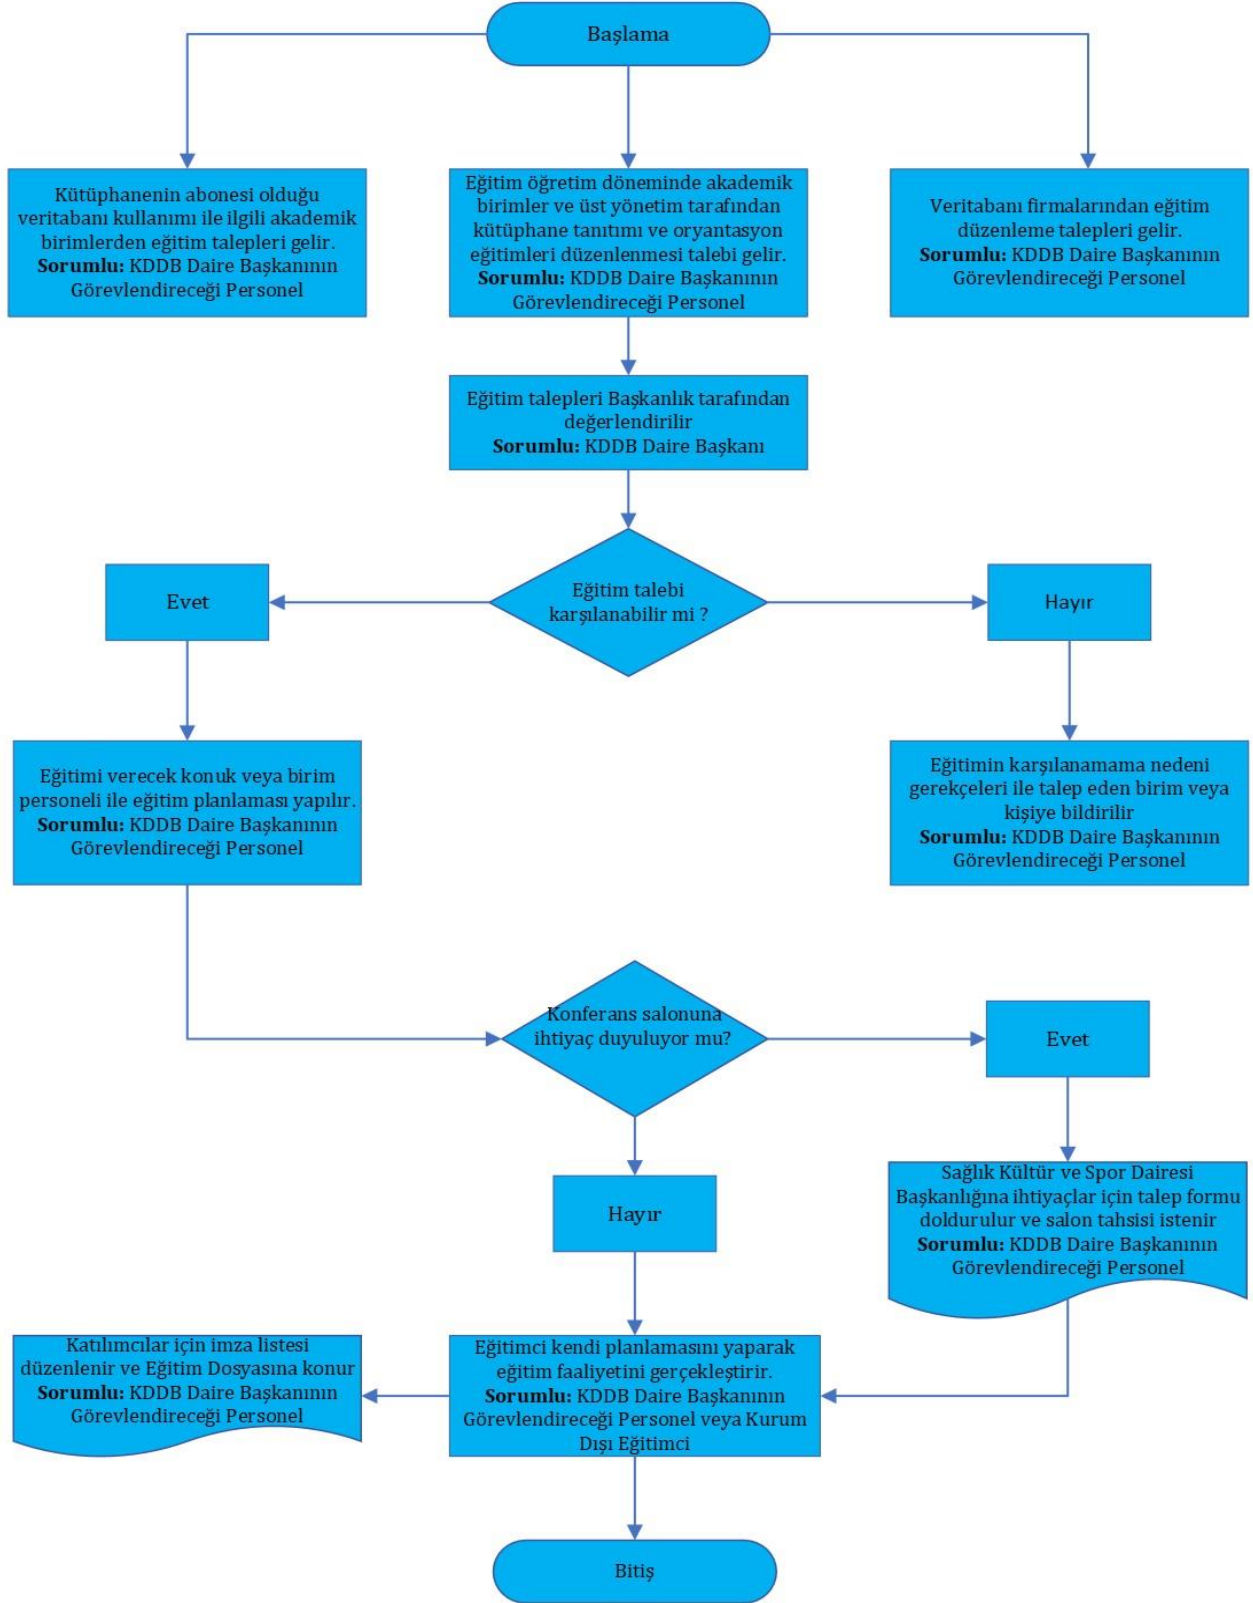 Başlama
Kütüphanenin abonesi olduğu
veritabanı kullanımı ile ilgili akademik
birimlerden eğitim talepleri gelir.
Sorumlu: KDDB Daire Başkanının
Görevlendireceği Personel
Eğitim öğretim döneminde akademik
birimler ve üst yönetim tarafından
kütüphane tanıtımı ve oryantasyon
eğitimleri düzenlenmesi talebi gelir.
Sorumlu: KDDB Daire Başkanının
Görevlendireceği Personel
Veritabanı firmalarından eğitim
düzenleme talepleri gelir.
Sorumlu: KDDB Daire Başkanının
Görevlendireceği Personel
Eğitim talepleri Başkanlık tarafından
değerlendirilir
Sorumlu: KDDB Daire Başkanı
Eğitim talebi
karşılanabilir mi ?
Evet
Hayır
Eğitimi verecek konuk veya birim
personeli ile eğitim planlaması yapılır.
Sorumlu: KDDB Daire Başkanının
Görevlendireceği Personel
Eğitimin karşılanamama nedeni
gerekçeleri ile talep eden birim veya
kişiye bildirilir
Sorumlu: KDDB Daire Başkanının
Görevlendireceği Personel
Konferans salonuna
ihtiyaç duyuluyor mu?
Evet
Hayır
Sağlık Kültür ve Spor Dairesi
Başkanlığına ihtiyaçlar için talep formu
doldurulur ve salon tahsisi istenir
Sorumlu: KDDB Daire Başkanının
Görevlendireceği Personel
Katılımcılar için imza listesi
düzenlenir ve Eğitim Dosyasına konur
Sorumlu: KDDB Daire Başkanının
Görevlendireceği Personel
Eğitimci kendi planlamasını yaparak
eğitim faaliyetini gerçekleştirir.
Sorumlu: KDDB Daire Başkanının
Görevlendireceği Personel veya Kurum
Dışı Eğitimci
Bitiş